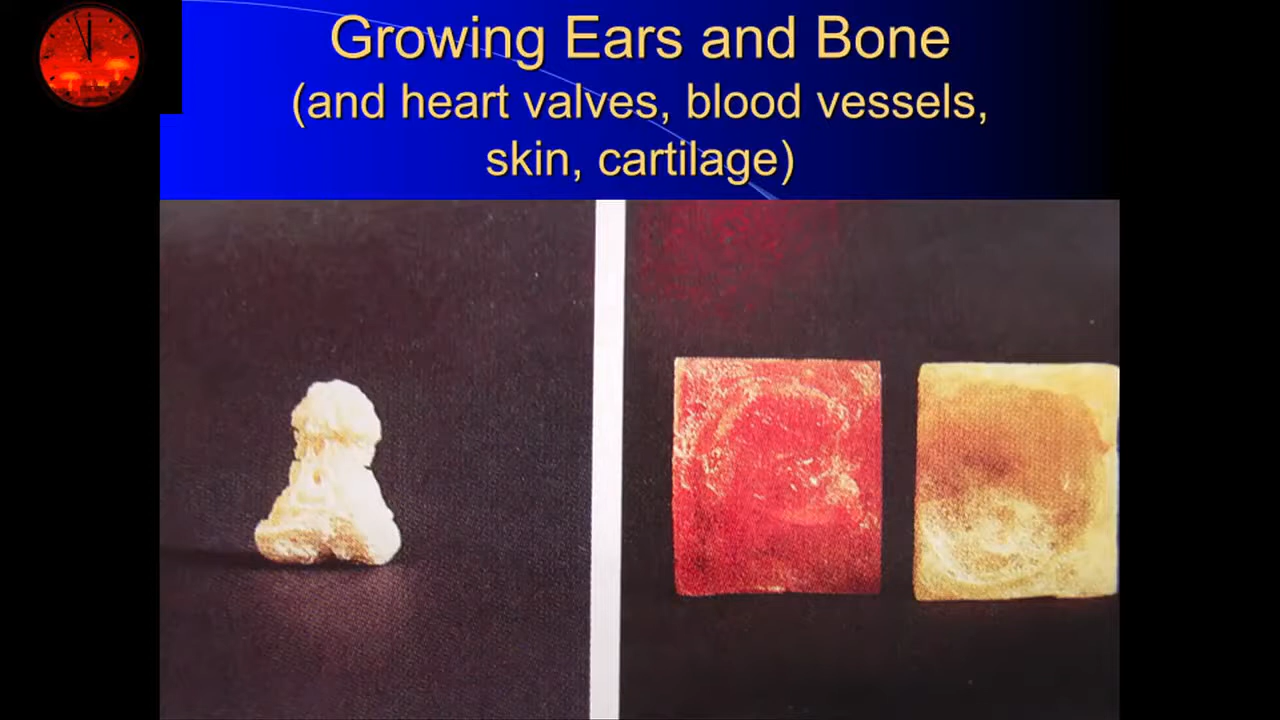 Growing Ears and Bone
(and heart valves, blood vessels,
skin, cartilage)